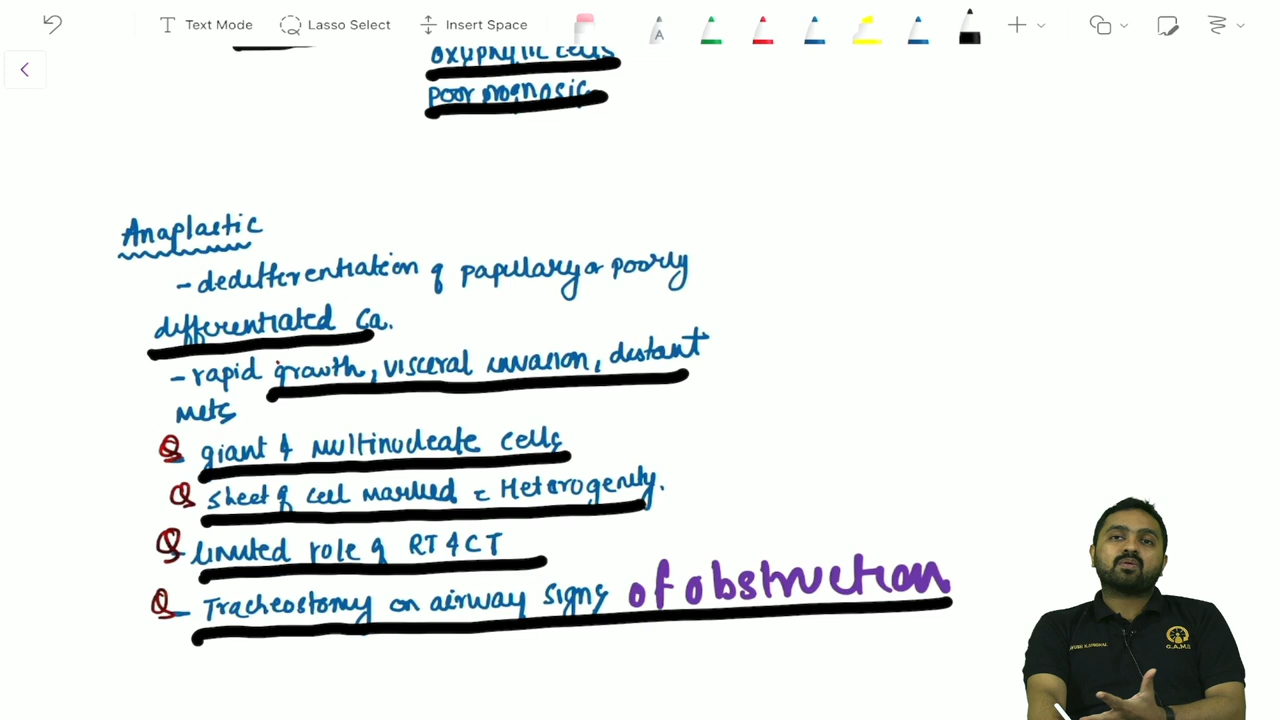 Text Mode Lasso Select Insert Space
A
oxyphylic cells
poor prognosis
Anaplastic
- dedifferentiation of papillary or poorly
differentiated Ca.
- rapid growth, visceral invasion, distant
mets
Q giant & multinucleate cells
Q sheet of cell marked c Heterogenity.
Q - limited role of RT & CT
Q - Tracheostomy on airway signs of obstruction
G.A.M.S